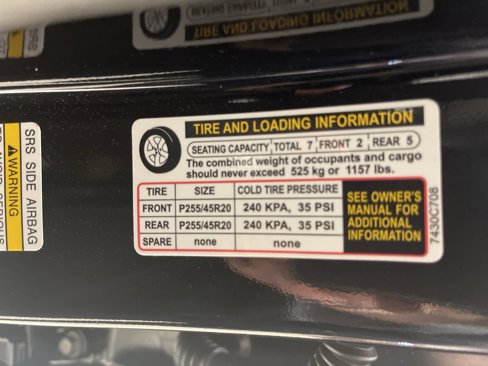 TIRE AND LOADING INFORMATION
TIRE AND LOADING INFORMATION
SEATING CAPACITY TOTAL 7 FRONT 2 REAR 5
The combined weight of occupants and cargo
should never exceed 525 kg or 1157 lbs.
TIRE SIZE COLD TIRE PRESSURE
FRONT P255/45R20 240 KPA, 35 PSI
REAR P255/45R20 240 KPA, 35 PSI
SPARE none none
SEE OWNER'S
MANUAL FOR
ADDITIONAL
INFORMATION
7430C708
SRS SIDE AIRBAG
WARNING